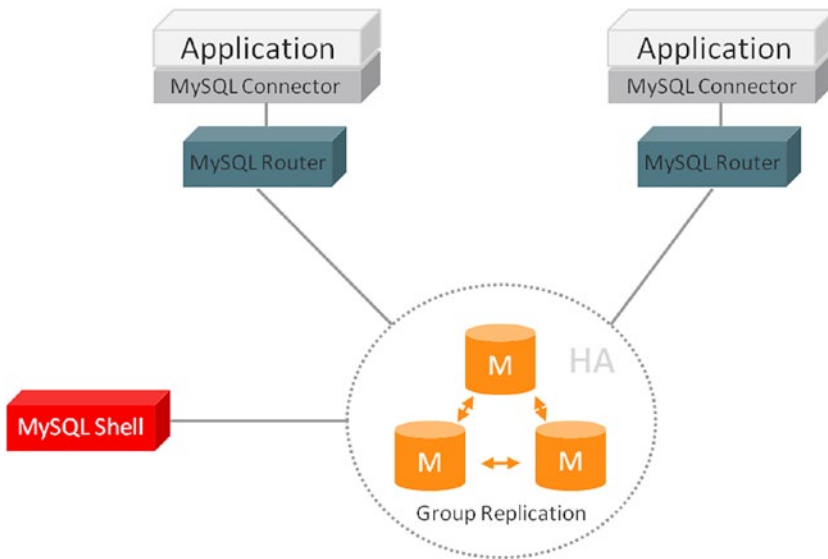 Application
MySQL Connector
MySQL Router
Application
MySQL Connector
MySQL Router
HA
M
MySQL Shell
M
M
Group Replication